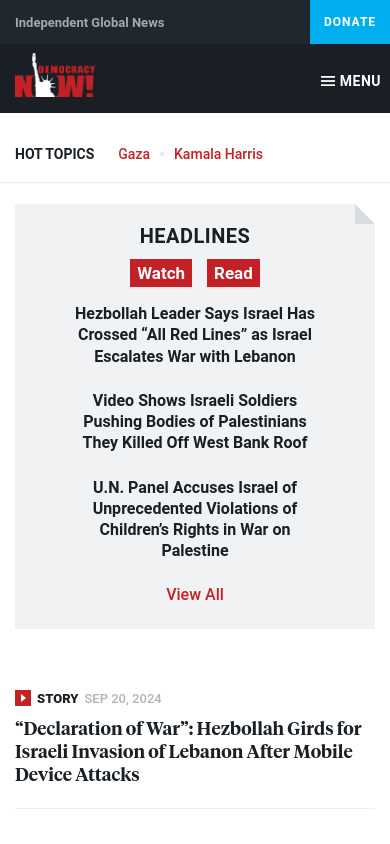 Independent Global News
DONATE
DEMOCRACY
NOW!
MENU
HOT TOPICS
Gaza
Kamala Harris
HEADLINES
Watch
Read
Hezbollah Leader Says Israel Has
Crossed “All Red Lines” as Israel
Escalates War with Lebanon
Video Shows Israeli Soldiers
Pushing Bodies of Palestinians
They Killed Off West Bank Roof
U.N. Panel Accuses Israel of
Unprecedented Violations of
Children’s Rights in War on
Palestine
View All
STORY SEP 20, 2024
“Declaration of War”: Hezbollah Girds for
Israeli Invasion of Lebanon After Mobile
Device Attacks